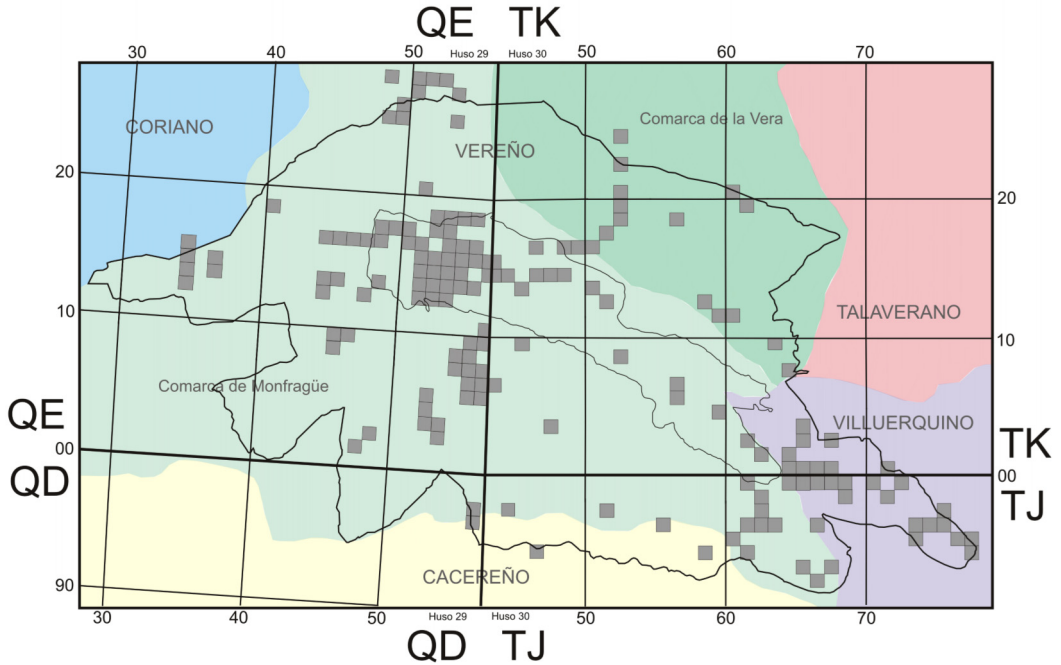 QE TK
30 40 50 Huso 29 Huso 30 50 60 70
Comarca de la Vera
CORIANO
VEREÑO
20 20
TALAVERANO
10 10
Comarca de Monfragüe
QE VILLUERQUINO
TK
00 00
QD TJ
CACEREÑO
90
30 40 50 Huso 29 Huso 30 50 60 70
QD TJ